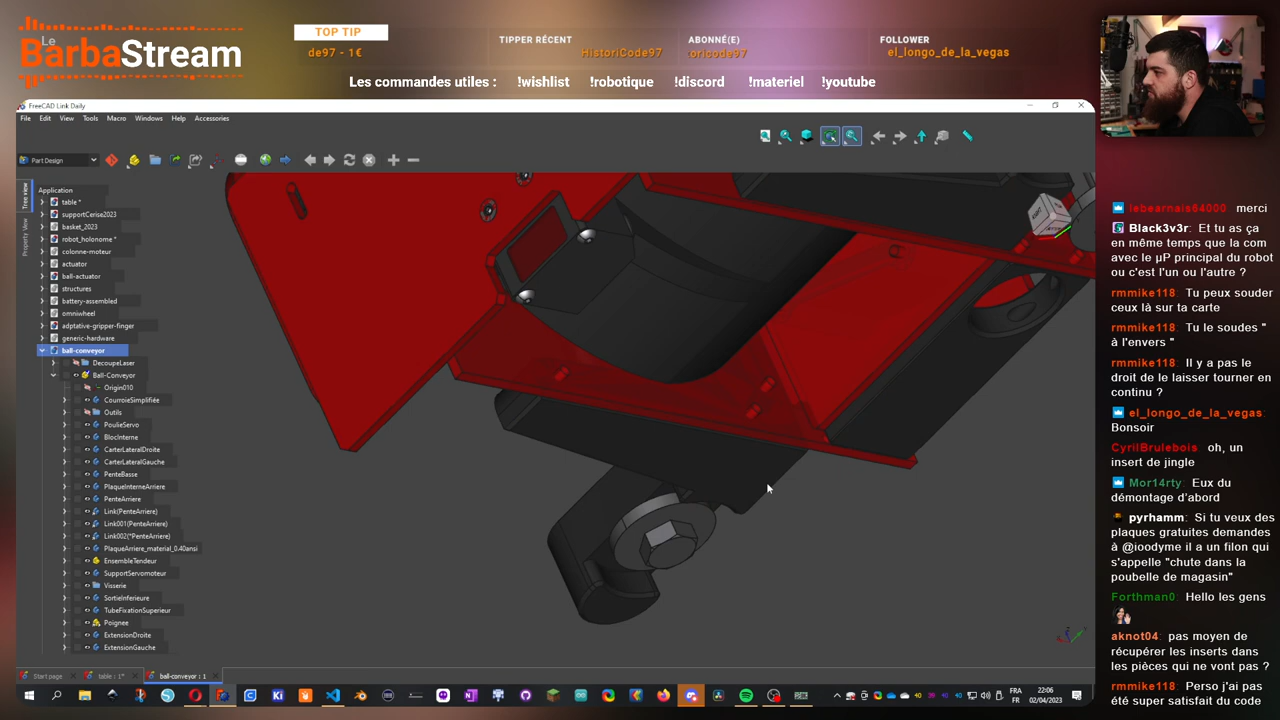 Le
BarbaStream
TOP TIP
de97 - 1€
TIPPER RÉCENT
HistoriCode97
ABONNÉ(E)
oricode97
FOLLOWER
el_longo_de_la_vegas
Les commandes utiles : !wishlist !robotique !discord !materiel !youtube
FreeCAD Link Daily
File Edit View Tools Macro Windows Help Accessories
Part Design
Tree view
Property View
Application
table *
supportCerise2023
basket_2023
robot_holonome *
colonne-moteur
actuator
ball-actuator
structures
battery-assembled
omniwheel
adptative-gripper-finger
generic-hardware
ball-conveyor
DecoupeLaser
Ball-Conveyor
Origin010
CourroieSimplifiée
Outils
PoulieServo
BlocInterne
CarterLateralDroite
CarterLateralGauche
PenteBasse
PlaqueInterneArriere
PenteArriere
Link(PenteArriere)
Link001(PenteArriere)
Link002(*PenteArriere)
PlaqueArriere_material_0.40ansi
EnsembleTendeur
SupportServomoteur
Visserie
SortieInferieure
TubeFixationSuperieur
Poignee
ExtensionDroite
ExtensionGauche
Start page
table : 1*
ball-conveyor : 1
lebearnais64000 merci
Black3v3r: Et tu as ça
en même temps que la com
avec le µP principal du robot
ou c'est l'un ou l'autre ?
rmmike118: Tu peux souder
ceux là sur ta carte
rmmike118: Tu le soudes "
à l'envers "
rmmike118: Il y a pas le
droit de le laisser tourner en
continu ?
el_longo_de_la_vegas:
Bonsoir
CyrilBrulebois: oh, un
insert de jingle
Mor14rty: Eux du
démontage d'abord
pyrhamm: Si tu veux des
plaques gratuites demandes
à @ioodyme il a un filon qui
s'appelle "chute dans la
poubelle de magasin"
Forthman0: Hello les gens
aknot04: pas moyen de
récupérer les inserts dans
les pièces qui ne vont pas ?
rmmike118: Perso j'ai pas
été super satisfait du code
FRA
FR
22:06
02/04/2023